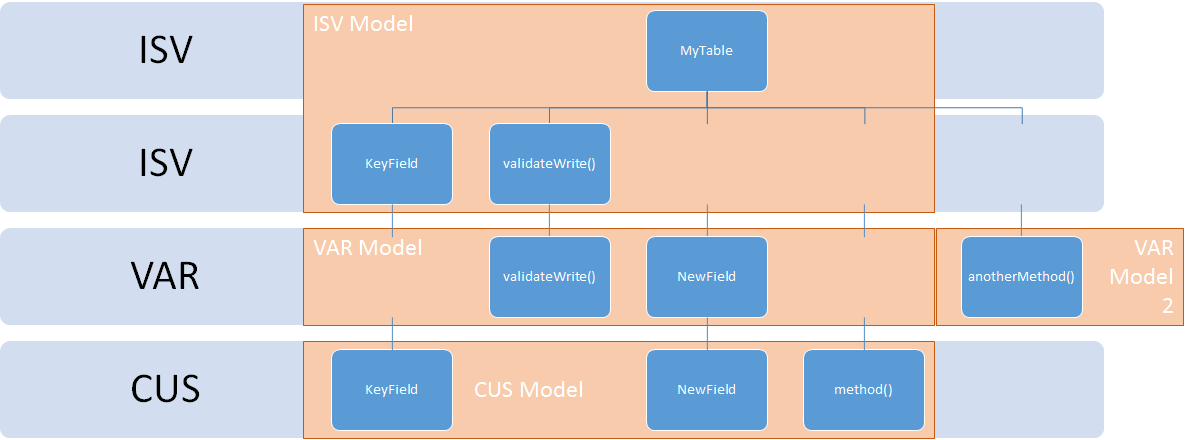 ISV
ISV Model
MyTable
ISV
KeyField
validateWrite()
VAR
VAR Model
validateWrite()
NewField
anotherMethod()
VAR
Model
2
CUS
KeyField
CUS Model
NewField
method()